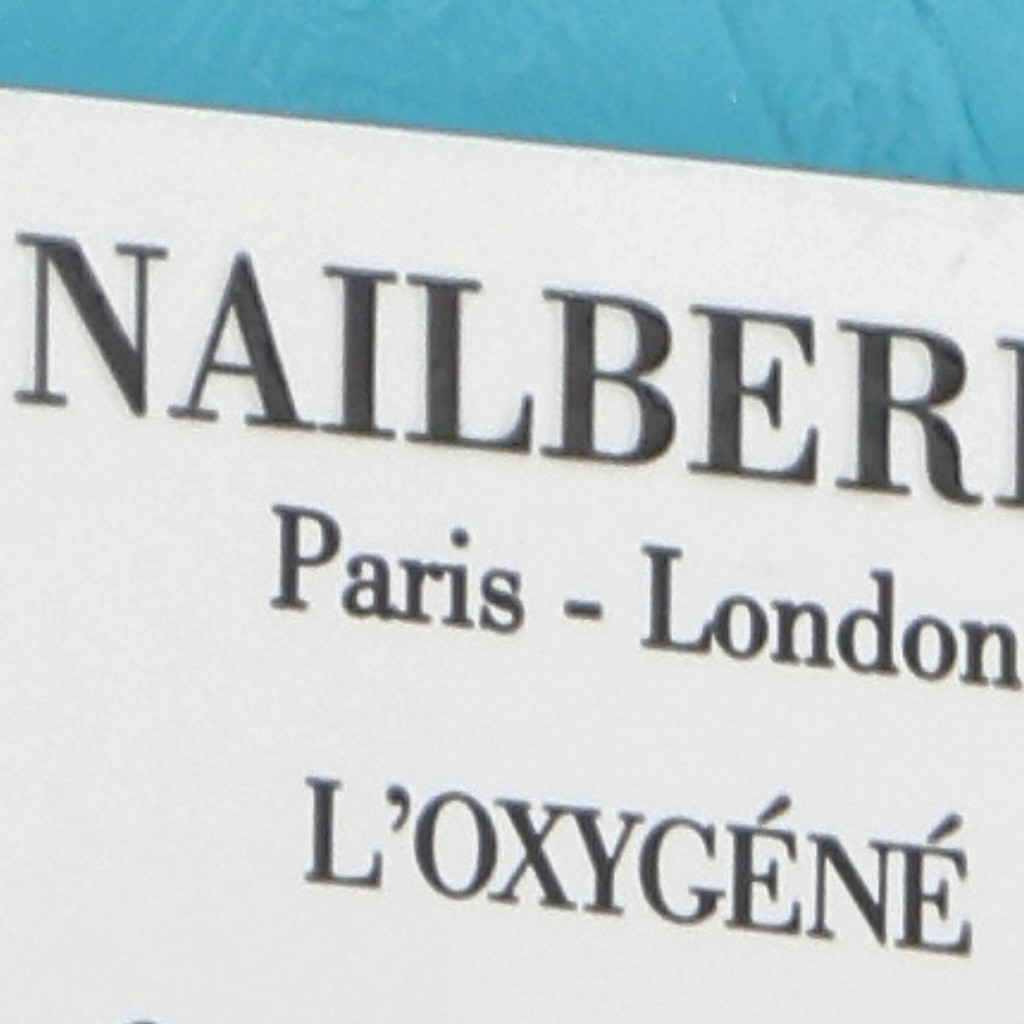 NAILBER
Paris - London
L’OXYGÉNÉ